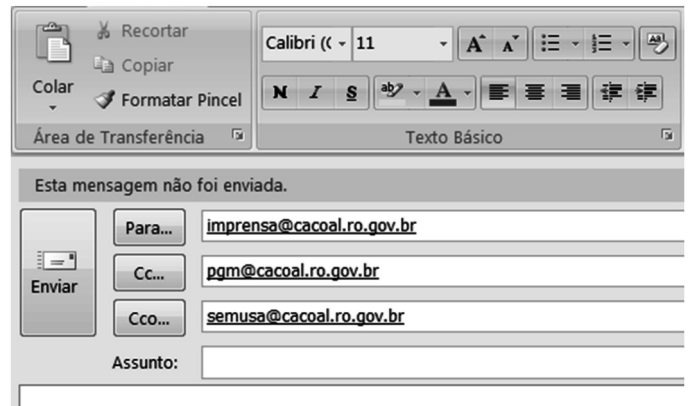 Recortar
Copiar
Colar
Formatar Pincel
Área de Transferência
Calibri (( 11 A A
N I S ab A
Texto Básico
Esta mensagem não foi enviada.
Enviar
Para... imprensa@cacoal.ro.gov.br
Cc... pgm@cacoal.ro.gov.br
Cco... semusa@cacoal.ro.gov.br
Assunto: